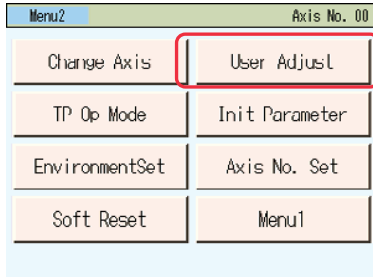 Menu2 Axis No. 00
Change Axis User Adjust
TP Op Mode Init Parameter
EnvironmentSet Axis No. Set
Soft Reset Menu1